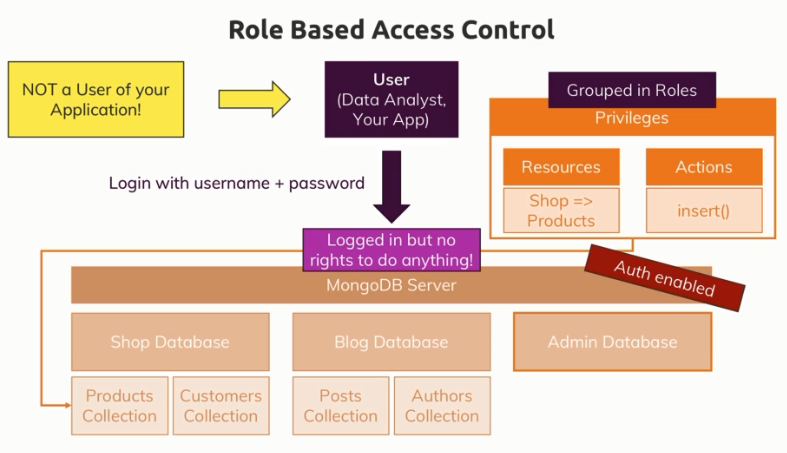 Role Based Access Control
NOT a User of your
Application!
User
(Data Analyst,
Your App)
Grouped in Roles
Privileges
Resources
Actions
Shop =>
Products
insert()
Login with username + password
Logged in but no
rights to do anything!
Auth enabled
MongoDB Server
Shop Database
Blog Database
Admin Database
Products
Collection
Customers
Collection
Posts
Collection
Authors
Collection